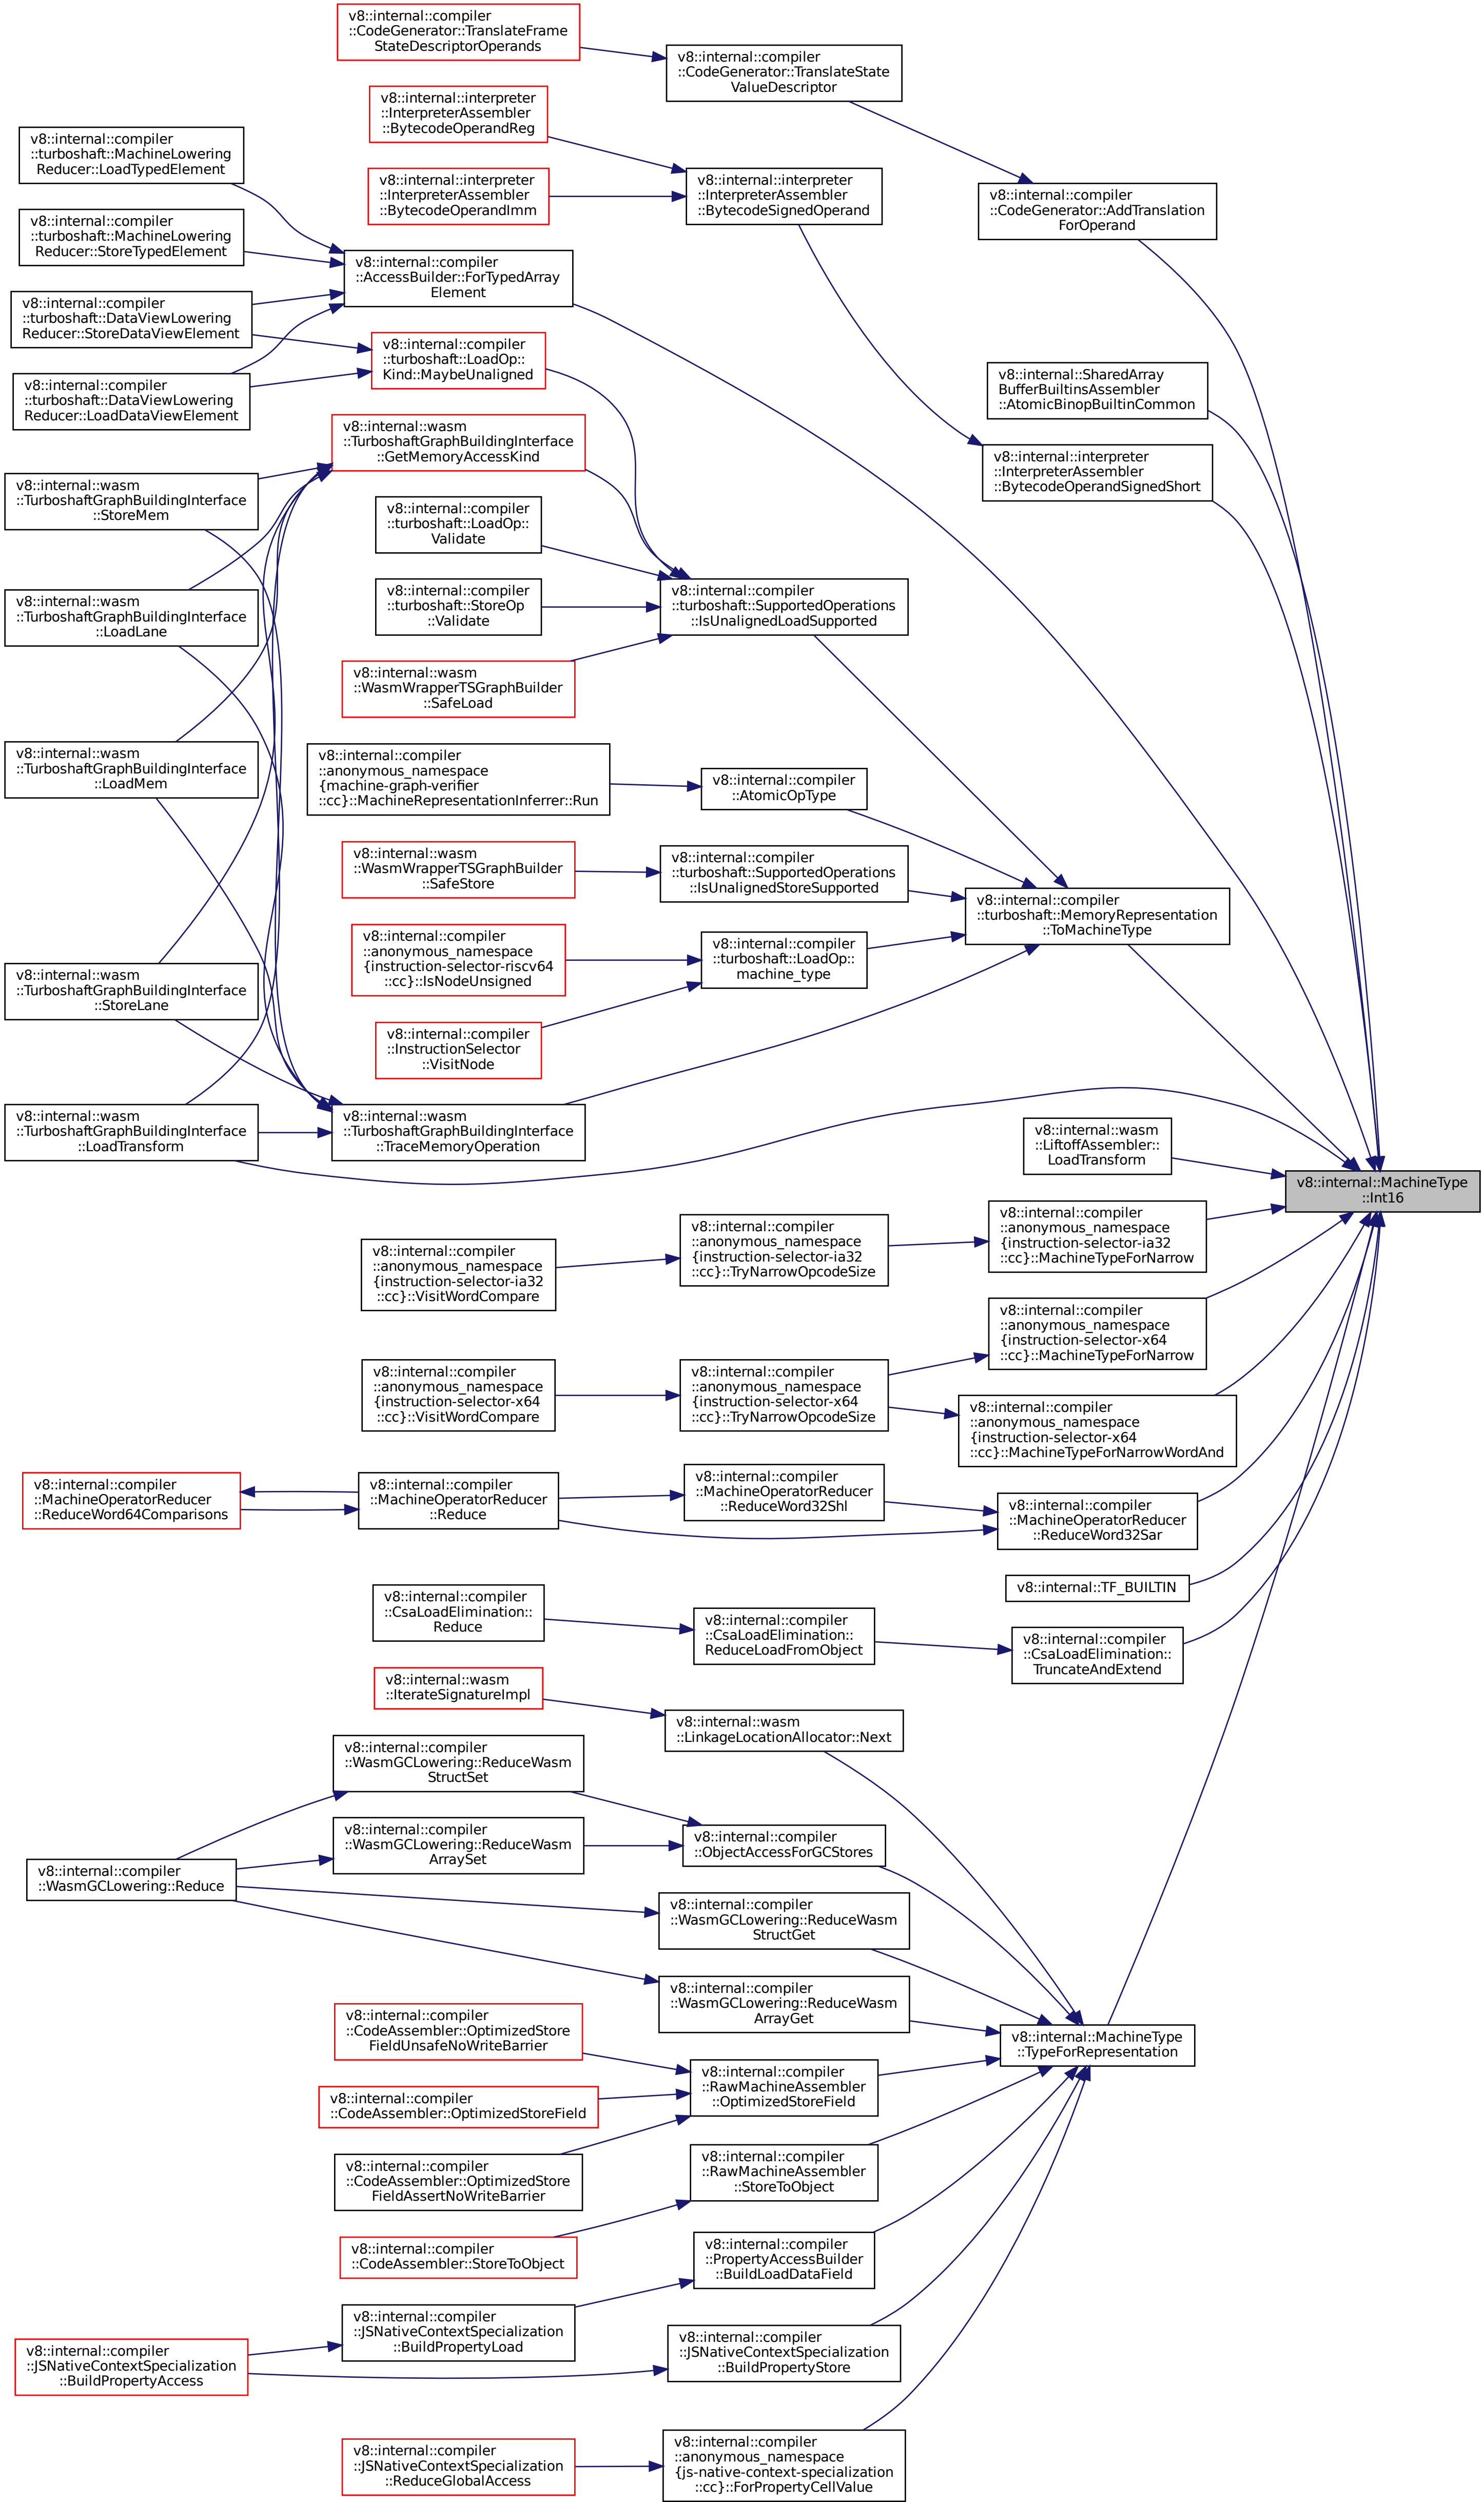 v8::internal::compiler
::CodeGenerator::TranslateFrame
StateDescriptorOperands
v8::internal::compiler
::CodeGenerator::TranslateState
ValueDescriptor
v8::internal::interpreter
::InterpreterAssembler
::BytecodeOperandReg
v8::internal::compiler
::turboshaft::MachineLowering
Reducer::LoadTypedElement
v8::internal::interpreter
::InterpreterAssembler
::BytecodeOperandImm
v8::internal::interpreter
::InterpreterAssembler
::BytecodeSignedOperand
v8::internal::compiler
::CodeGenerator::AddTranslation
ForOperand
v8::internal::compiler
::turboshaft::MachineLowering
Reducer::StoreTypedElement
v8::internal::compiler
::AccessBuilder::ForTypedArray
Element
v8::internal::compiler
::turboshaft::DataViewLowering
Reducer::StoreDataViewElement
v8::internal::compiler
::turboshaft::LoadOp::
Kind::MaybeUnaligned
v8::internal::SharedArray
BufferBuiltinsAssembler
::AtomicBinopBuiltinCommon
v8::internal::compiler
::turboshaft::DataViewLowering
Reducer::LoadDataViewElement
v8::internal::wasm
::TurboshaftGraphBuildingInterface
::GetMemoryAccessKind
v8::internal::interpreter
::InterpreterAssembler
::BytecodeOperandSignedShort
v8::internal::wasm
::TurboshaftGraphBuildingInterface
::StoreMem
v8::internal::compiler
::turboshaft::LoadOp::
Validate
v8::internal::compiler
::turboshaft::StoreOp
::Validate
v8::internal::compiler
::turboshaft::SupportedOperations
::IsUnalignedLoadSupported
v8::internal::wasm
::TurboshaftGraphBuildingInterface
::LoadLane
v8::internal::wasm
::WasmWrapperTSGraphBuilder
::SafeLoad
v8::internal::wasm
::TurboshaftGraphBuildingInterface
::LoadMem
v8::internal::compiler
::anonymous_namespace
{machine-graph-verifier
::cc}::MachineRepresentationInferrer::Run
v8::internal::compiler
::AtomicOpType
v8::internal::wasm
::WasmWrapperTSGraphBuilder
::SafeStore
v8::internal::compiler
::turboshaft::SupportedOperations
::IsUnalignedStoreSupported
v8::internal::compiler
::turboshaft::MemoryRepresentation
::ToMachineType
v8::internal::compiler
::anonymous_namespace
{instruction-selector-riscv64
::cc}::IsNodeUnsigned
v8::internal::compiler
::turboshaft::LoadOp::
machine_type
v8::internal::wasm
::TurboshaftGraphBuildingInterface
::StoreLane
v8::internal::compiler
::InstructionSelector
::VisitNode
v8::internal::wasm
::TurboshaftGraphBuildingInterface
::LoadTransform
v8::internal::wasm
::TurboshaftGraphBuildingInterface
::TraceMemoryOperation
v8::internal::wasm
::LiftoffAssembler::
LoadTransform
v8::internal::MachineType
::Int16
v8::internal::compiler
::anonymous_namespace
{instruction-selector-ia32
::cc}::VisitWordCompare
v8::internal::compiler
::anonymous_namespace
{instruction-selector-ia32
::cc}::TryNarrowOpcodeSize
v8::internal::compiler
::anonymous_namespace
{instruction-selector-ia32
::cc}::MachineTypeForNarrow
v8::internal::compiler
::anonymous_namespace
{instruction-selector-x64
::cc}::MachineTypeForNarrow
v8::internal::compiler
::anonymous_namespace
{instruction-selector-x64
::cc}::VisitWordCompare
v8::internal::compiler
::anonymous_namespace
{instruction-selector-x64
::cc}::TryNarrowOpcodeSize
v8::internal::compiler
::anonymous_namespace
{instruction-selector-x64
::cc}::MachineTypeForNarrowWordAnd
v8::internal::compiler
::MachineOperatorReducer
::ReduceWord64Comparisons
v8::internal::compiler
::MachineOperatorReducer
::Reduce
v8::internal::compiler
::MachineOperatorReducer
::ReduceWord32Shl
v8::internal::compiler
::MachineOperatorReducer
::ReduceWord32Sar
v8::internal::TF_BUILTIN
v8::internal::compiler
::CsaLoadElimination::
Reduce
v8::internal::compiler
::CsaLoadElimination::
ReduceLoadFromObject
v8::internal::compiler
::CsaLoadElimination::
TruncateAndExtend
v8::internal::wasm
::IterateSignatureImpl
v8::internal::wasm
::LinkageLocationAllocator::Next
v8::internal::compiler
::WasmGCLowering::ReduceWasm
StructSet
v8::internal::compiler
::WasmGCLowering::ReduceWasm
ArraySet
v8::internal::compiler
::ObjectAccessForGCStores
v8::internal::compiler
::WasmGCLowering::Reduce
v8::internal::compiler
::WasmGCLowering::ReduceWasm
StructGet
v8::internal::compiler
::WasmGCLowering::ReduceWasm
ArrayGet
v8::internal::MachineType
::TypeForRepresentation
v8::internal::compiler
::CodeAssembler::OptimizedStore
FieldUnsafeNoWriteBarrier
v8::internal::compiler
::CodeAssembler::OptimizedStoreField
v8::internal::compiler
::RawMachineAssembler
::OptimizedStoreField
v8::internal::compiler
::CodeAssembler::OptimizedStore
FieldAssertNoWriteBarrier
v8::internal::compiler
::RawMachineAssembler
::StoreToObject
v8::internal::compiler
::CodeAssembler::StoreToObject
v8::internal::compiler
::PropertyAccessBuilder
::BuildLoadDataField
v8::internal::compiler
::JSNativeContextSpecialization
::BuildPropertyLoad
v8::internal::compiler
::JSNativeContextSpecialization
::BuildPropertyAccess
v8::internal::compiler
::JSNativeContextSpecialization
::BuildPropertyStore
v8::internal::compiler
::JSNativeContextSpecialization
::ReduceGlobalAccess
v8::internal::compiler
::anonymous_namespace
{js-native-context-specialization
::cc}::ForPropertyCellValue